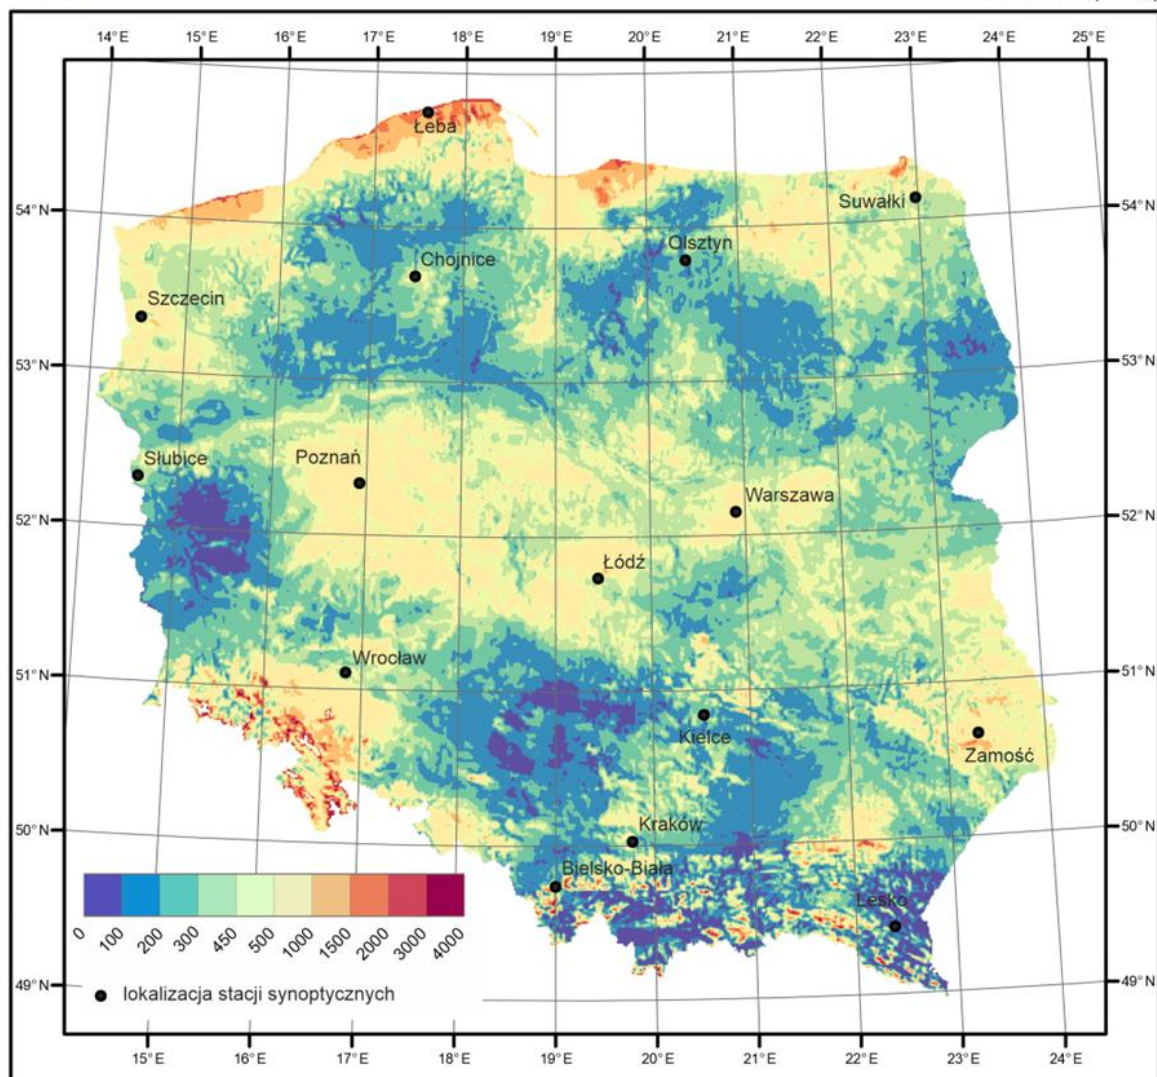 14°E 15°E 16°E 17°E 18°E 19°E 20°E 21°E 22°E 23°E 24°E 25°E
Łeba
54°N
Suwałki
54°N
Olsztyn
Chojnice
Szczecin
53°N
53°N
Słubice
Poznań
Warszawa
52°N
52°N
Łódź
Wrocław
51°N
51°N
Kielce
Zamość
50°N
Kraków
50°N
Bielsko-Biała
Lesko
0 100 200 300 450 500 1000 1500 2000 3000 4000
49°N
lokalizacja stacji synoptycznych
49°N
15°E 16°E 17°E 18°E 19°E 20°E 21°E 22°E 23°E 24°E